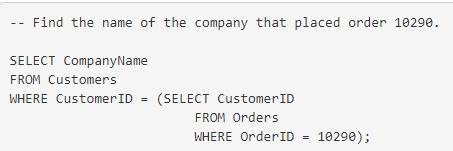 -- Find the name of the company that placed order 10290.
SELECT CompanyName
FROM Customers
WHERE CustomerID = (SELECT CustomerID
FROM Orders
WHERE OrderID = 10290);